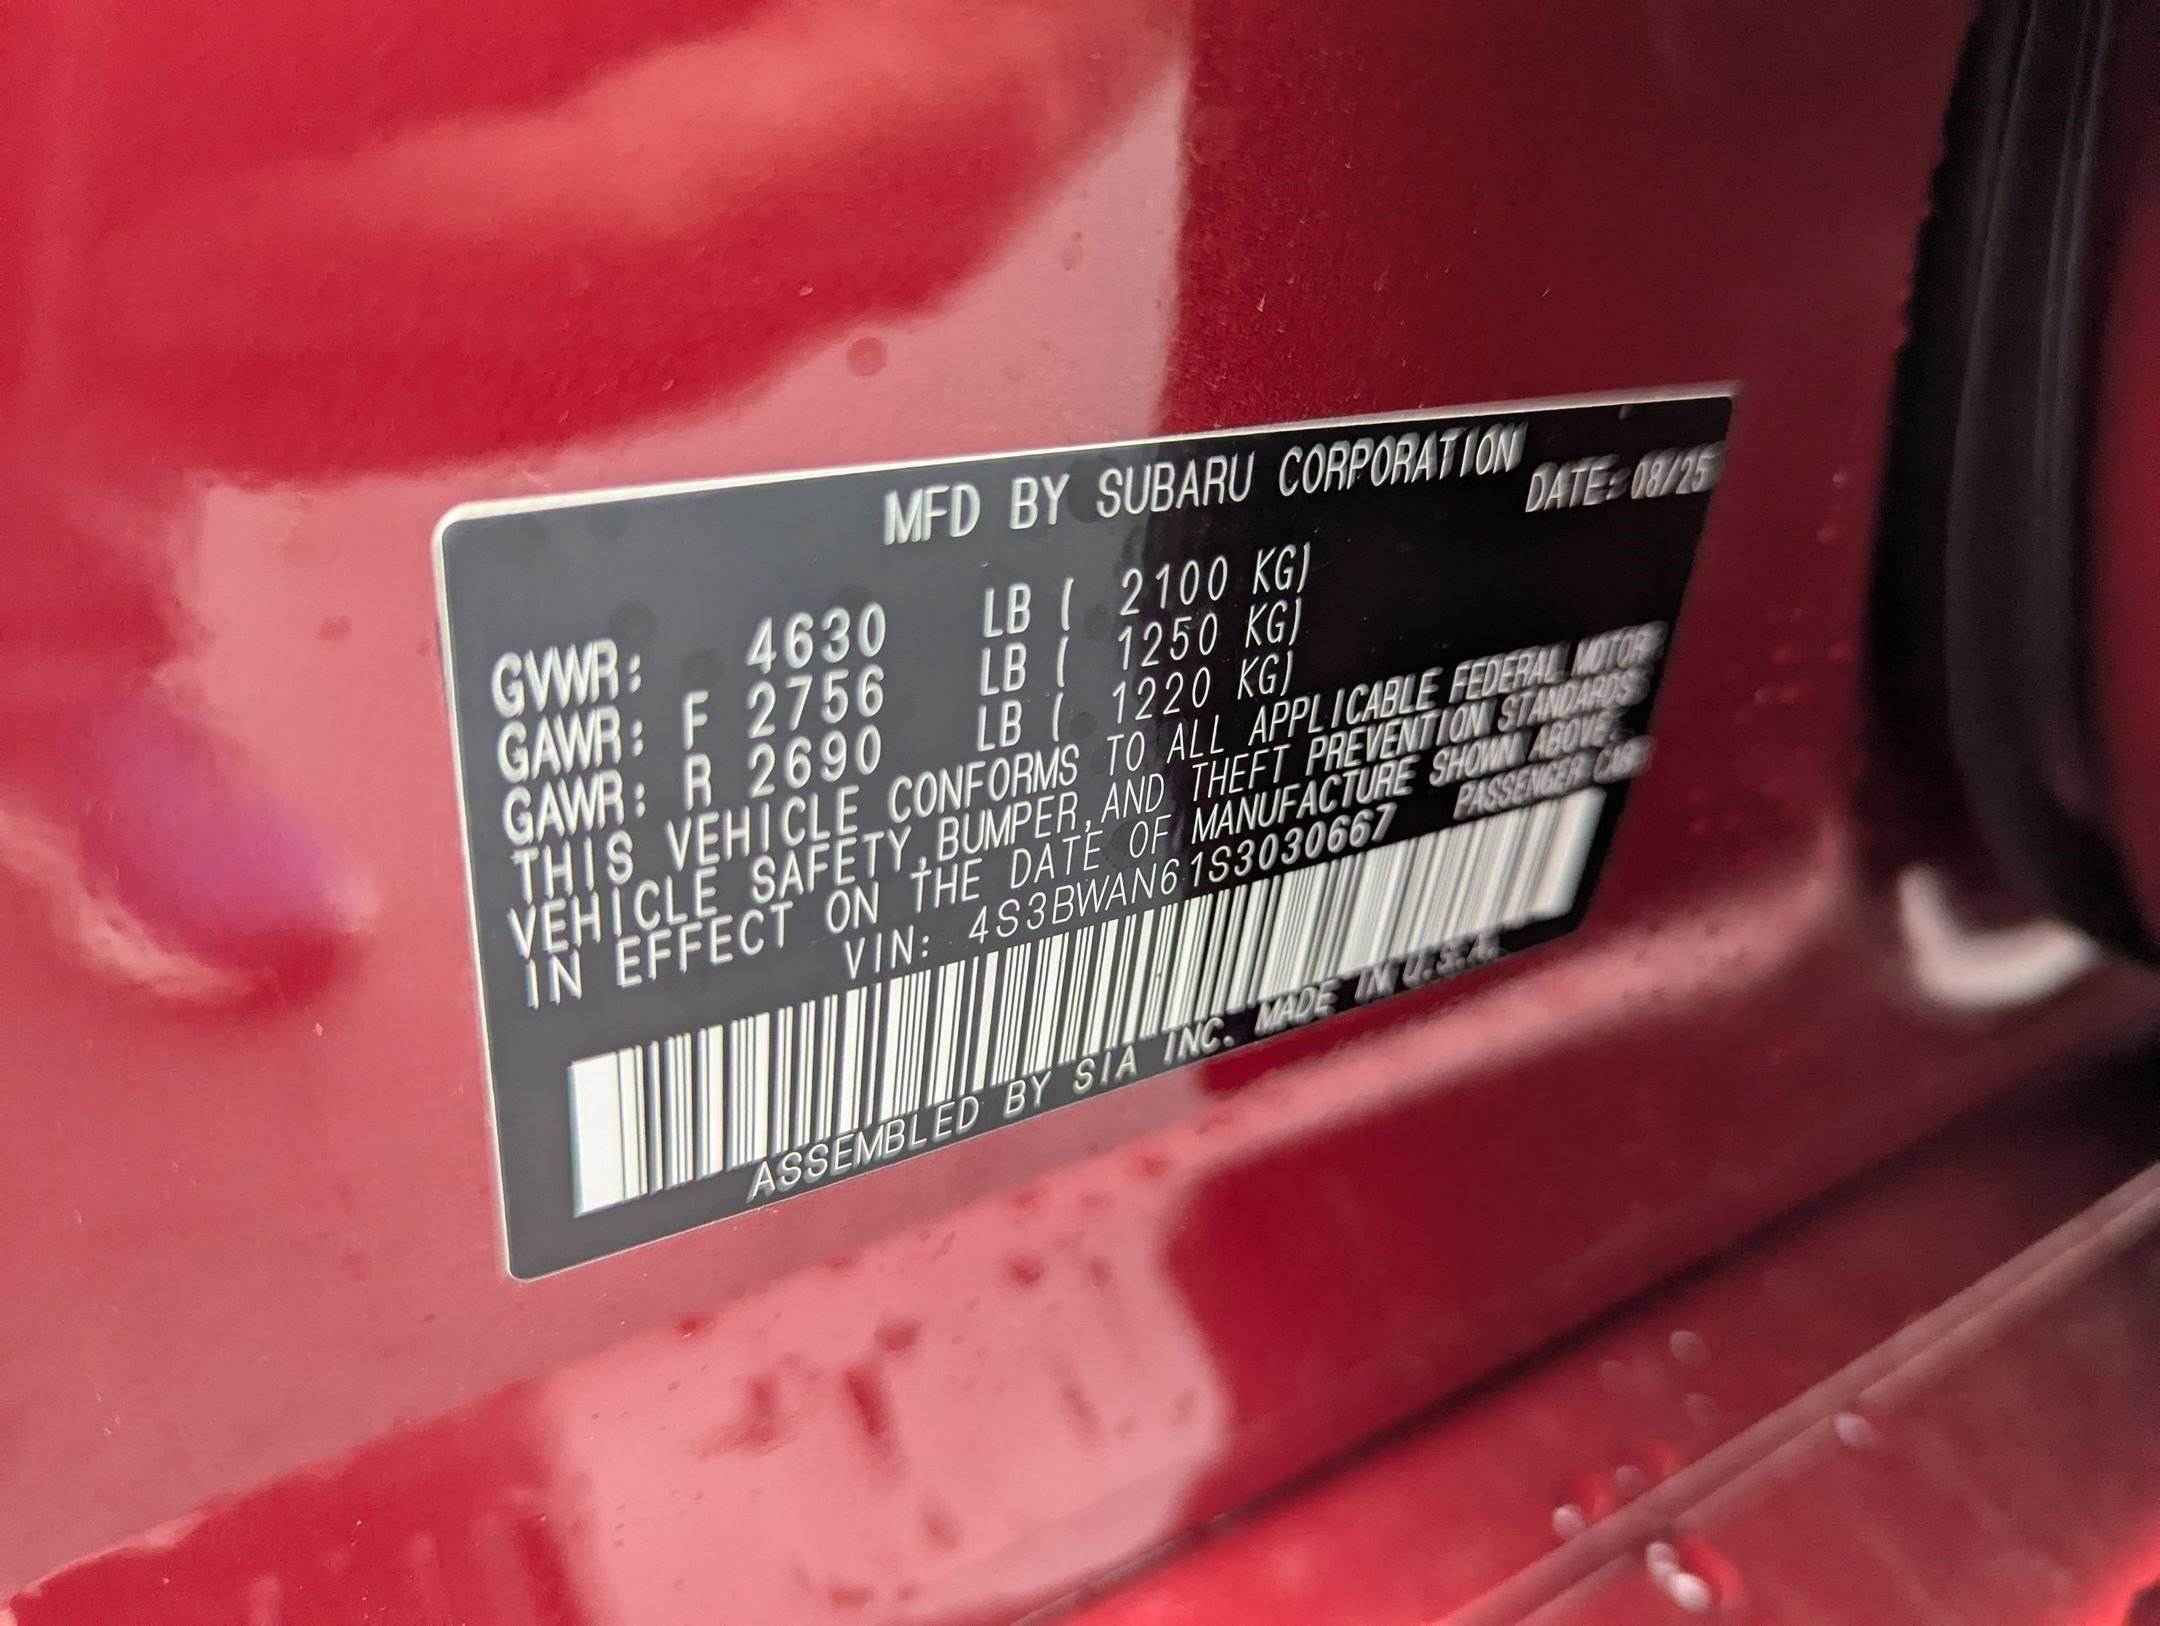 MFD BY SUBARU CORPORATION DATE: 08/25
GVWR: 4630 LB ( 2100 KG)
GAWR: F 2756 LB ( 1250 KG)
GAWR: R 2690 LB ( 1220 KG)
THIS VEHICLE CONFORMS TO ALL APPLICABLE FEDERAL MOTOR
VEHICLE SAFETY, BUMPER, AND THEFT PREVENTION STANDARDS
IN EFFECT ON THE DATE OF MANUFACTURE SHOWN ABOVE.
VIN: 4S3BWAN61S3030667 PASSENGER CAR
ASSEMBLED BY SIA INC. MADE IN U.S.A.